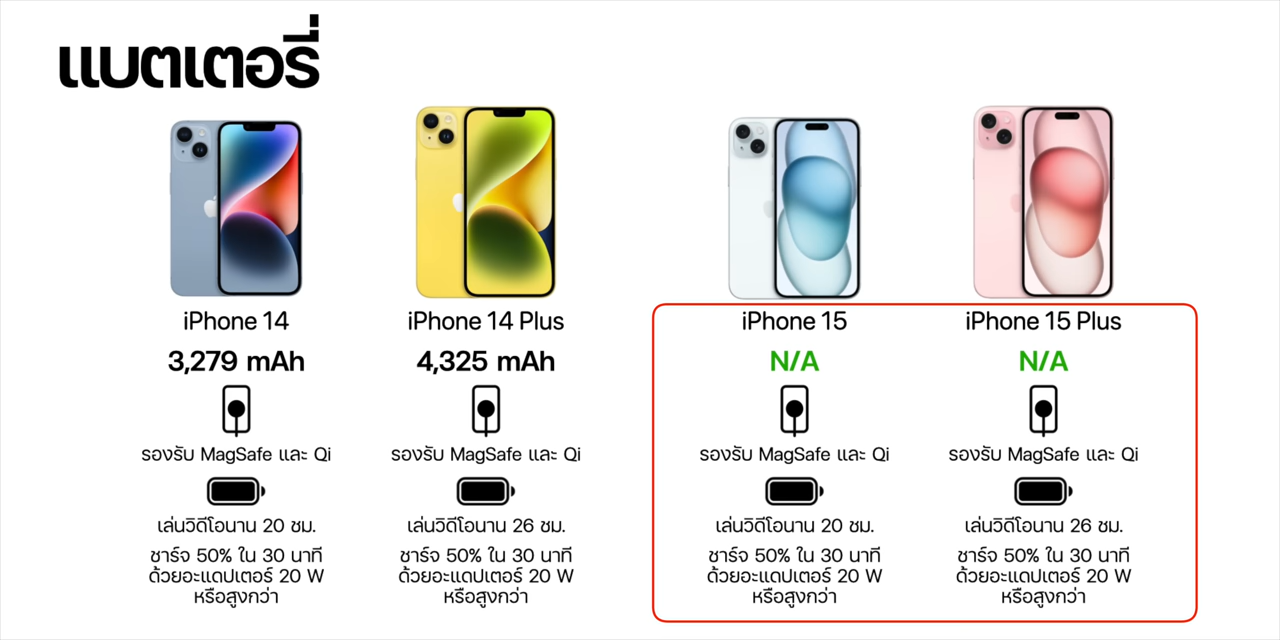 แบตเตอรี่
iPhone 14
3,279 mAh
รองรับ MagSafe และ Qi
เล่นวิดีโอนาน 20 ชม.
ชาร์จ 50% ใน 30 นาที
ด้วยอะแดปเตอร์ 20 W
หรือสูงกว่า
iPhone 14 Plus
4,325 mAh
รองรับ MagSafe และ Qi
เล่นวิดีโอนาน 26 ชม.
ชาร์จ 50% ใน 30 นาที
ด้วยอะแดปเตอร์ 20 W
หรือสูงกว่า
iPhone 15
N/A
รองรับ MagSafe และ Qi
เล่นวิดีโอนาน 20 ชม.
ชาร์จ 50% ใน 30 นาที
ด้วยอะแดปเตอร์ 20 W
หรือสูงกว่า
iPhone 15 Plus
N/A
รองรับ MagSafe และ Qi
เล่นวิดีโอนาน 26 ชม.
ชาร์จ 50% ใน 30 นาที
ด้วยอะแดปเตอร์ 20 W
หรือสูงกว่า